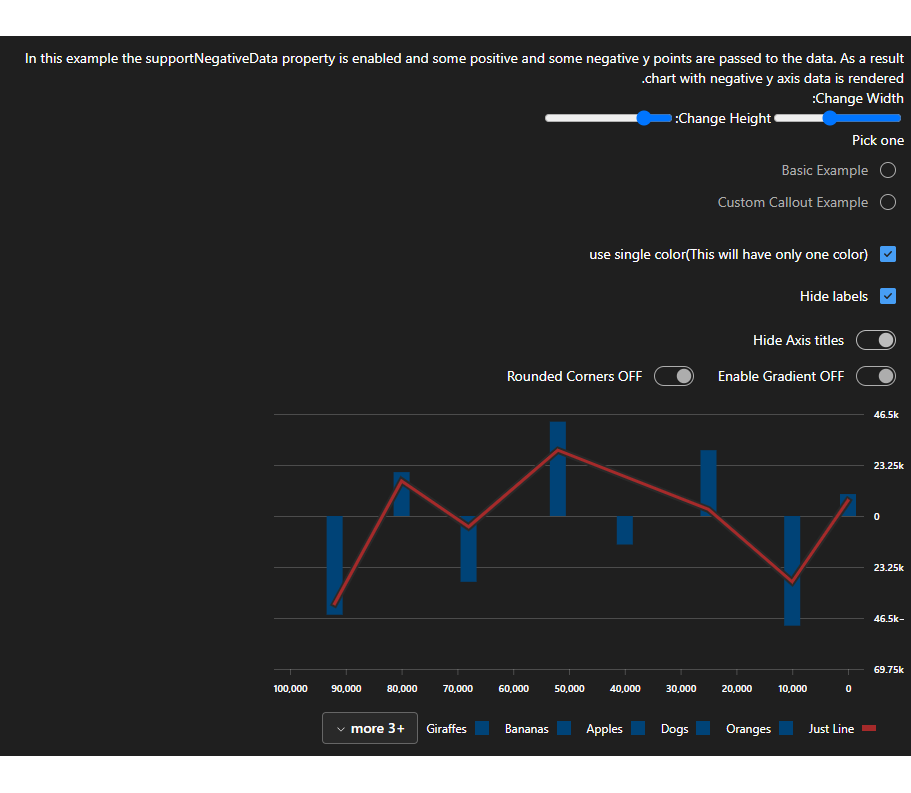 In this example the supportNegativeData property is enabled and some positive and some negative y points are passed to the data. As a result
.chart with negative y axis data is rendered
:Change Width
:Change Height
Pick one
Basic Example
Custom Callout Example
use single color(This will have only one color)
Hide labels
Hide Axis titles
Rounded Corners OFF
Enable Gradient OFF
46.5k
23.25k
0
23.25k
46.5k–
69.75k
100,000 90,000 80,000 70,000 60,000 50,000 40,000 30,000 20,000 10,000 0
more 3+ Giraffes Bananas Apples Dogs Oranges Just Line